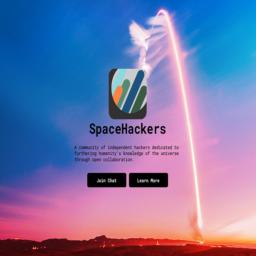 SpaceHackers
A community of independent hackers dedicated to
furthering humanity's knowledge of the universe
through open collaboration.
Join Chat
Learn More